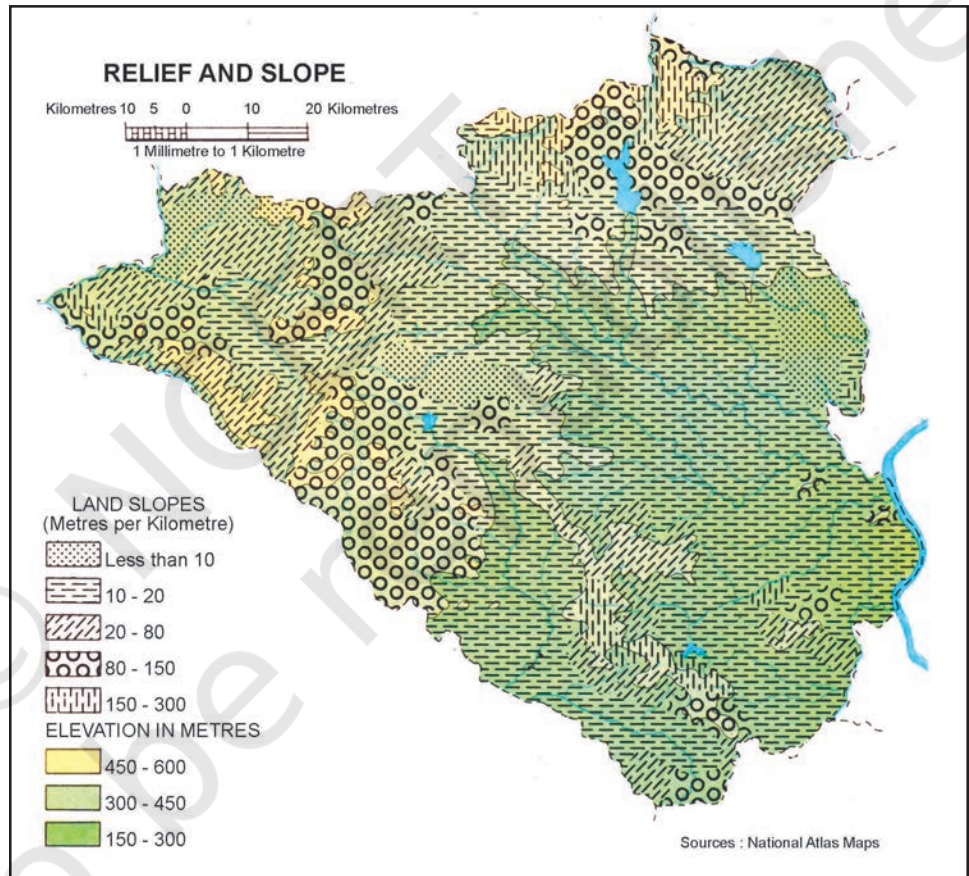 RELIEF AND SLOPE
Kilometres 10 5 0 10 20 Kilometres
1 Millimetre to 1 Kilometre
LAND SLOPES
(Metres per Kilometre)
Less than 10
10 - 20
20 - 80
80 - 150
150 - 300
ELEVATION IN METRES
450 - 600
300 - 450
150 - 300
Sources : National Atlas Maps